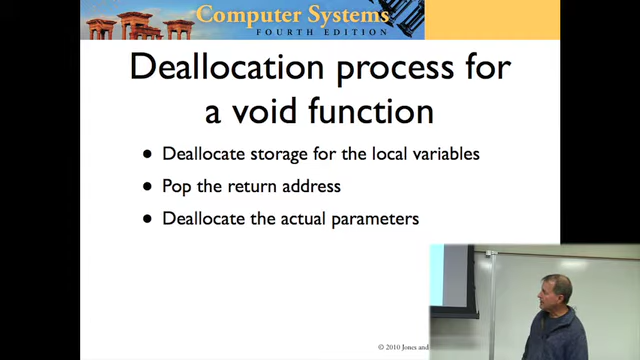 Computer Systems
FOURTH EDITION
Deallocation process for
a void function
● Deallocate storage for the local variables
● Pop the return address
● Deallocate the actual parameters
© 2010 Jones and